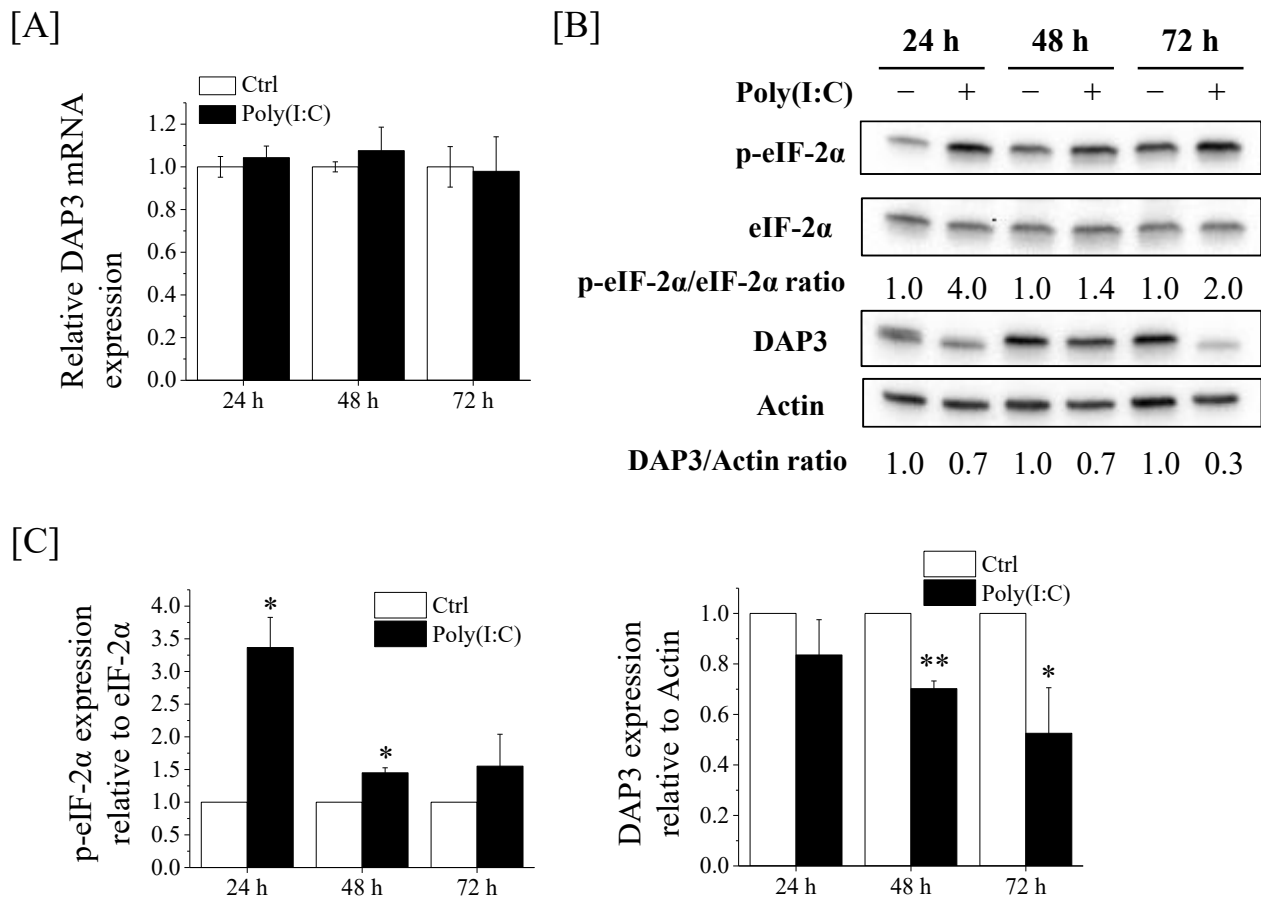 [A]
Ctrl
Poly(I:C)
Relative DAP3 mRNA
expression
1.2
1.0
0.8
0.6
0.4
0.2
0.0
24 h
48 h
72 h
[B]
24 h 48 h 72 h
Poly(I:C) − + − + − +
p-eIF-2α
eIF-2α
p-eIF-2α/eIF-2α ratio 1.0 4.0 1.0 1.4 1.0 2.0
DAP3
Actin
DAP3/Actin ratio 1.0 0.7 1.0 0.7 1.0 0.3
[C]
p-eIF-2α expression
relative to eIF-2α
4.0
3.5
3.0
2.5
2.0
1.5
1.0
0.5
0.0
*
*
Ctrl
Poly(I:C)
24 h
48 h
72 h
DAP3 expression
relative to Actin
1.0
0.8
0.6
0.4
0.2
0.0
Ctrl
Poly(I:C)
**
*
24 h
48 h
72 h